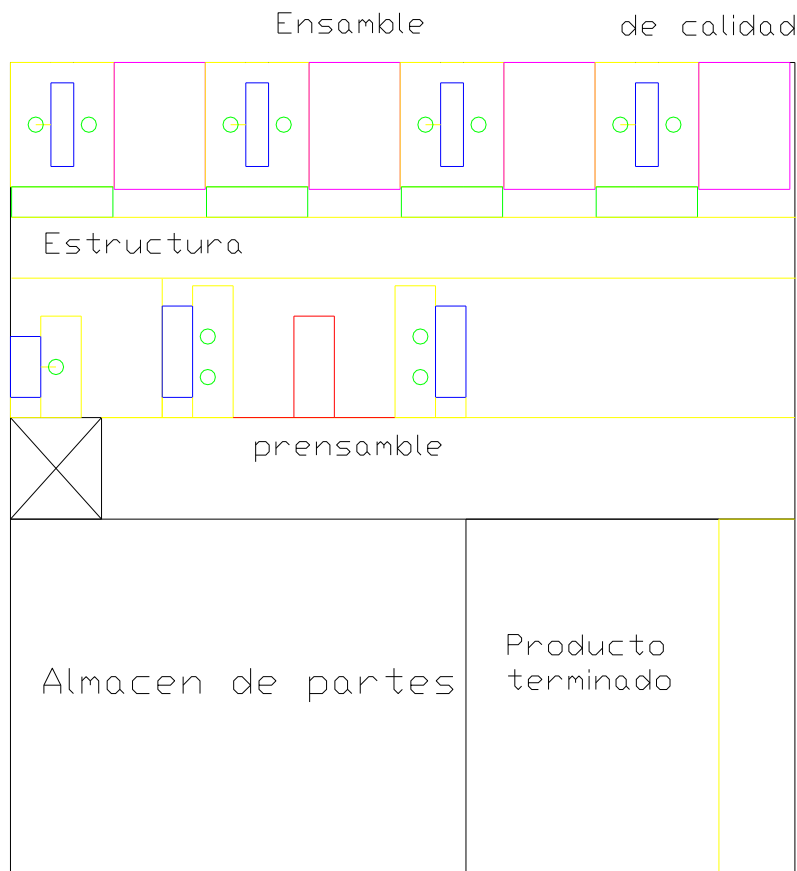 Ensamble
de calidad
Estructura
prensamble
Almacen de partes
Producto
terminado